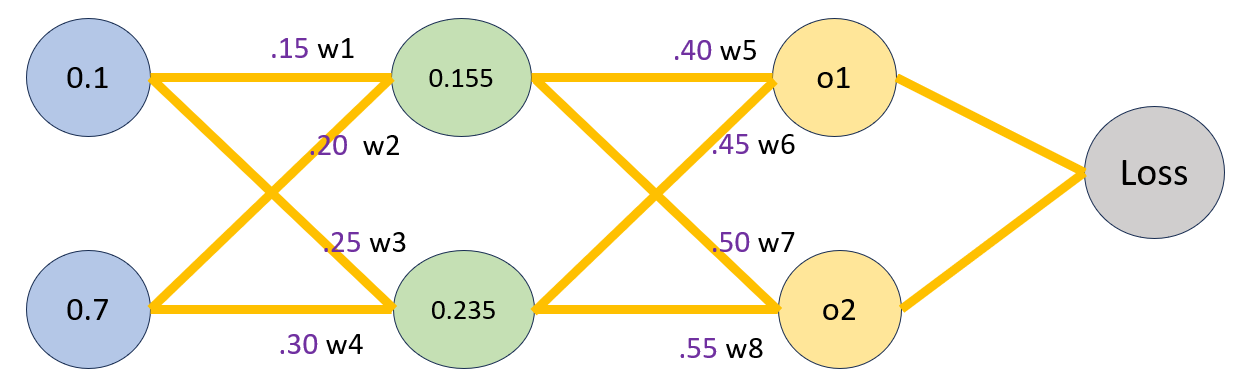 .15 w1
.40 w5
0.1
0.155
o1
.20 w2
.45 w6
Loss
.25 w3
.50 w7
0.7
0.235
o2
.30 w4
.55 w8